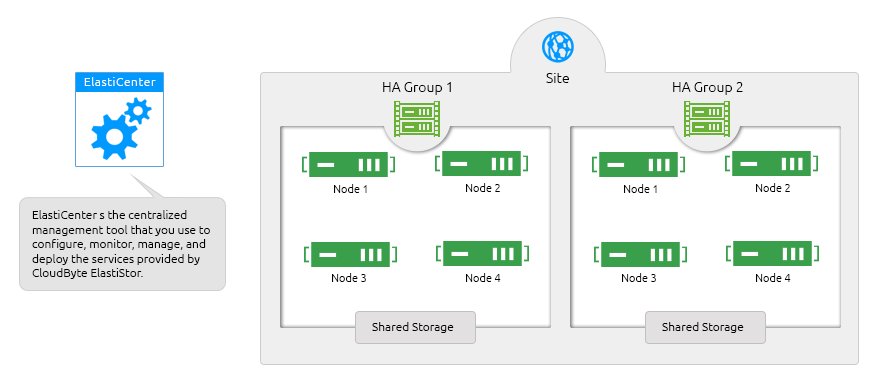 ElastiCenter
ElastiCenter s the centralized
management tool that you use to
configure, monitor, manage, and
deploy the services provided by
CloudByte ElastiStor.
Site
HA Group 1
Node 1
Node 2
Node 3
Node 4
Shared Storage
HA Group 2
Node 1
Node 2
Node 3
Node 4
Shared Storage